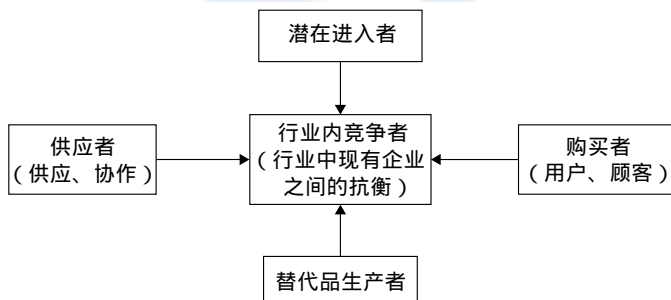 潜在进入者
供应者
（供应、协作）
行业内竞争者
（行业中现有企业
之间的抗衡）
购买者
（用户、顾客）
替代品生产者